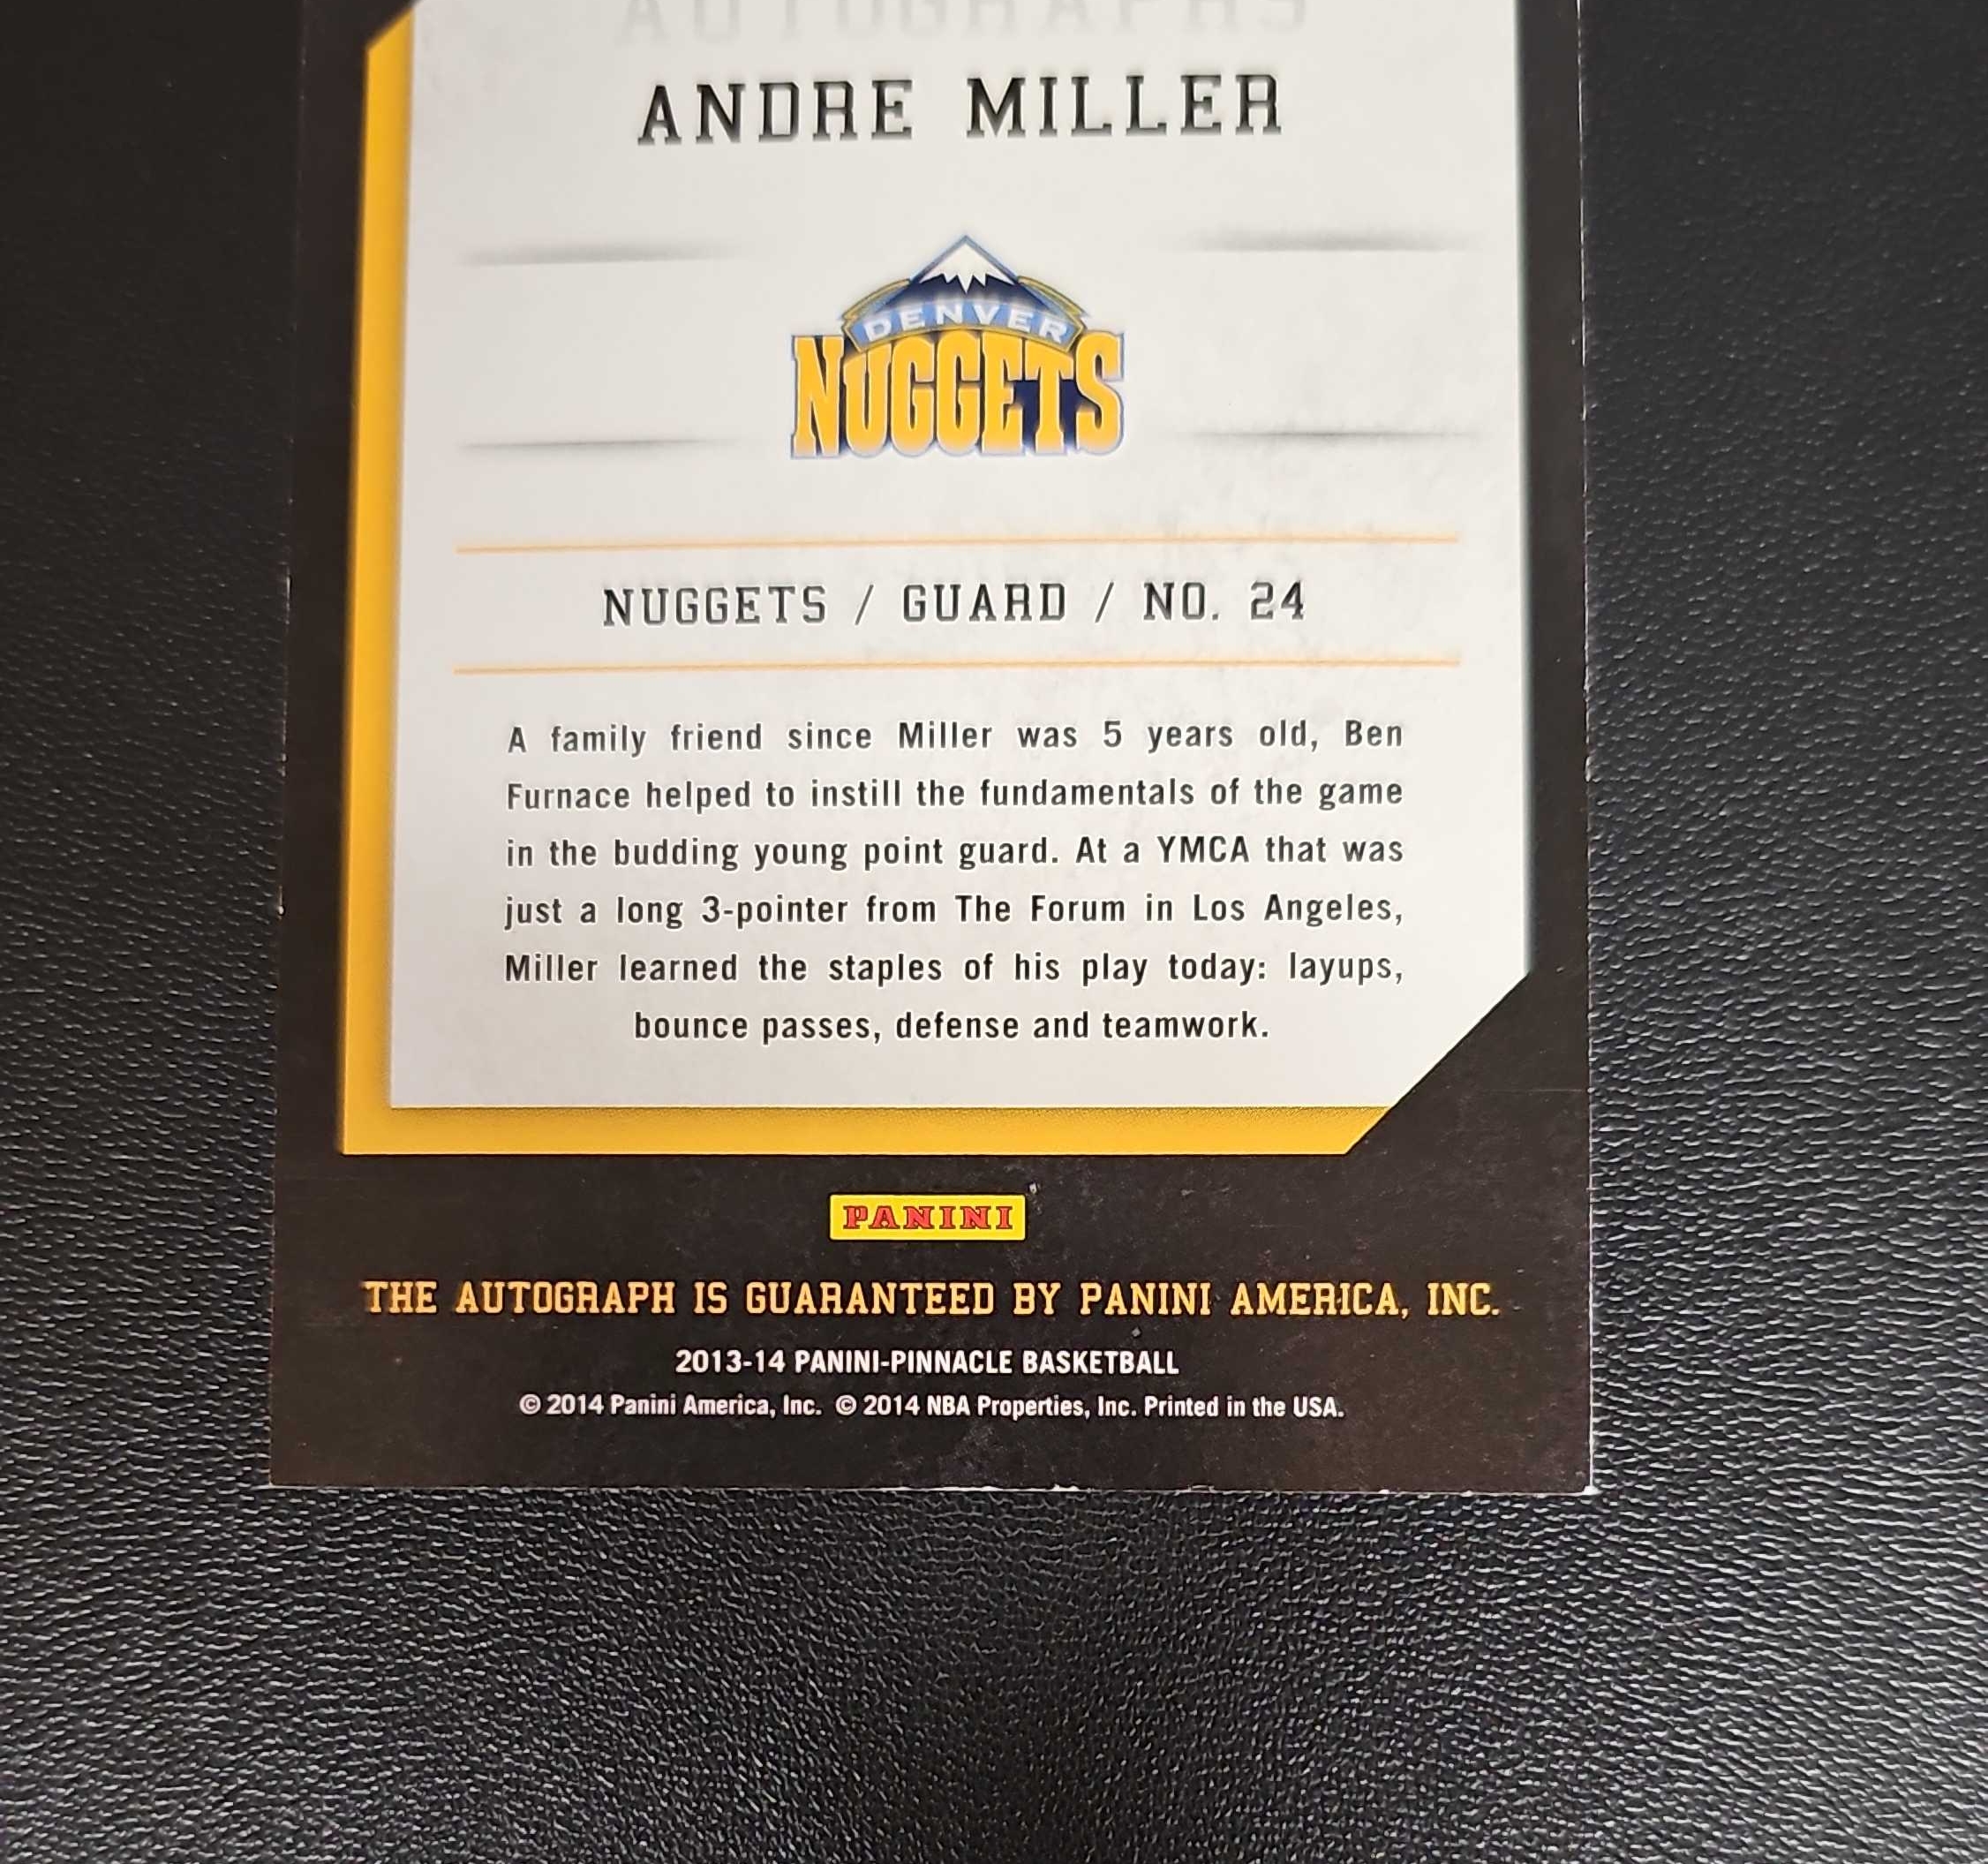 AUTOGRAPHS
ANDRE MILLER
DENVER
NUGGETS
NUGGETS / GUARD / NO. 24
A family friend since Miller was 5 years old, Ben
Furnace helped to instill the fundamentals of the game
in the budding young point guard. At a YMCA that was
just a long 3-pointer from The Forum in Los Angeles,
Miller learned the staples of his play today: layups,
bounce passes, defense and teamwork.
PANINI
THE AUTOGRAPH IS GUARANTEED BY PANINI AMERICA, INC.
2013-14 PANINI-PINNACLE BASKETBALL
© 2014 Panini America, Inc. © 2014 NBA Properties, Inc. Printed in the USA.